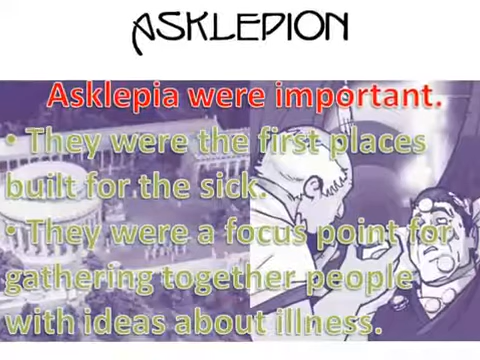 ASKLEPION
Asklepia were important.
• They were the first places
built for the sick.
• They were a focus point for
gathering together people
with ideas about illness.